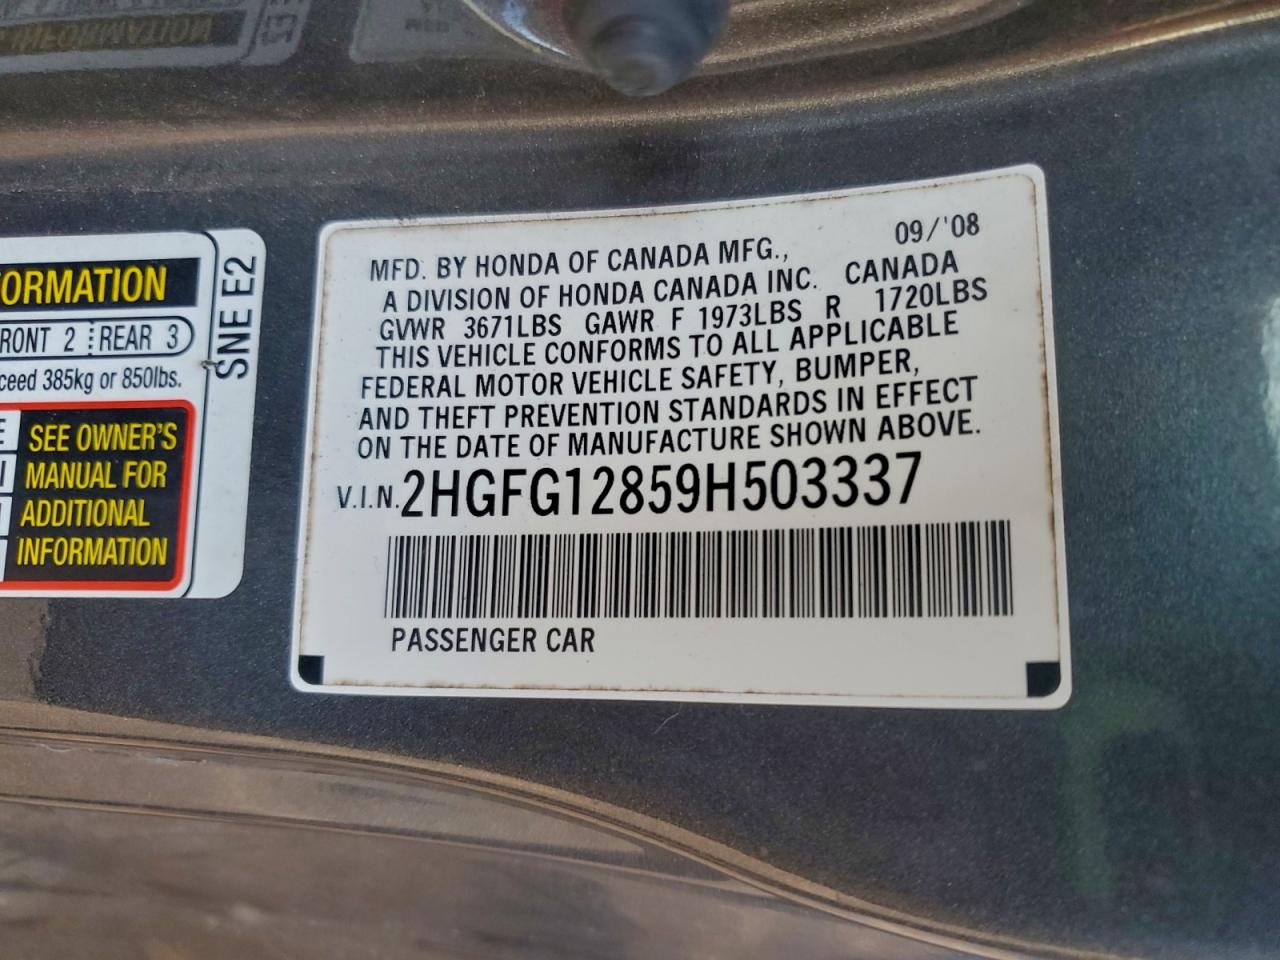 INFORMATION
ORMATION
RONT 2 REAR 3
ceed 385kg or 850lbs.
SEE OWNER'S
MANUAL FOR
ADDITIONAL
INFORMATION
SNE E2
09/'08
MFD. BY HONDA OF CANADA MFG.,
A DIVISION OF HONDA CANADA INC. CANADA
GVWR 3671LBS GAWR F 1973LBS R 1720LBS
THIS VEHICLE CONFORMS TO ALL APPLICABLE
FEDERAL MOTOR VEHICLE SAFETY, BUMPER,
AND THEFT PREVENTION STANDARDS IN EFFECT
ON THE DATE OF MANUFACTURE SHOWN ABOVE.
V.I.N. 2HGFG12859H503337
PASSENGER CAR